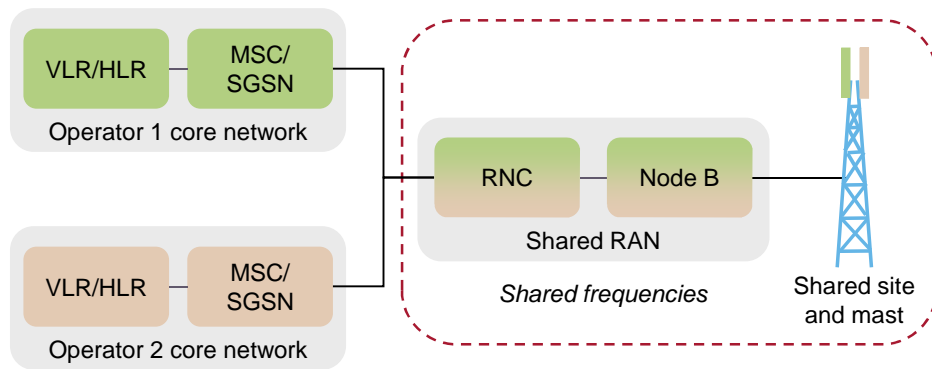 VLR/HLR
MSC/
SGSN
Operator 1 core network
RNC
Node B
Shared RAN
VLR/HLR
MSC/
SGSN
Operator 2 core network
Shared frequencies
Shared site
and mast